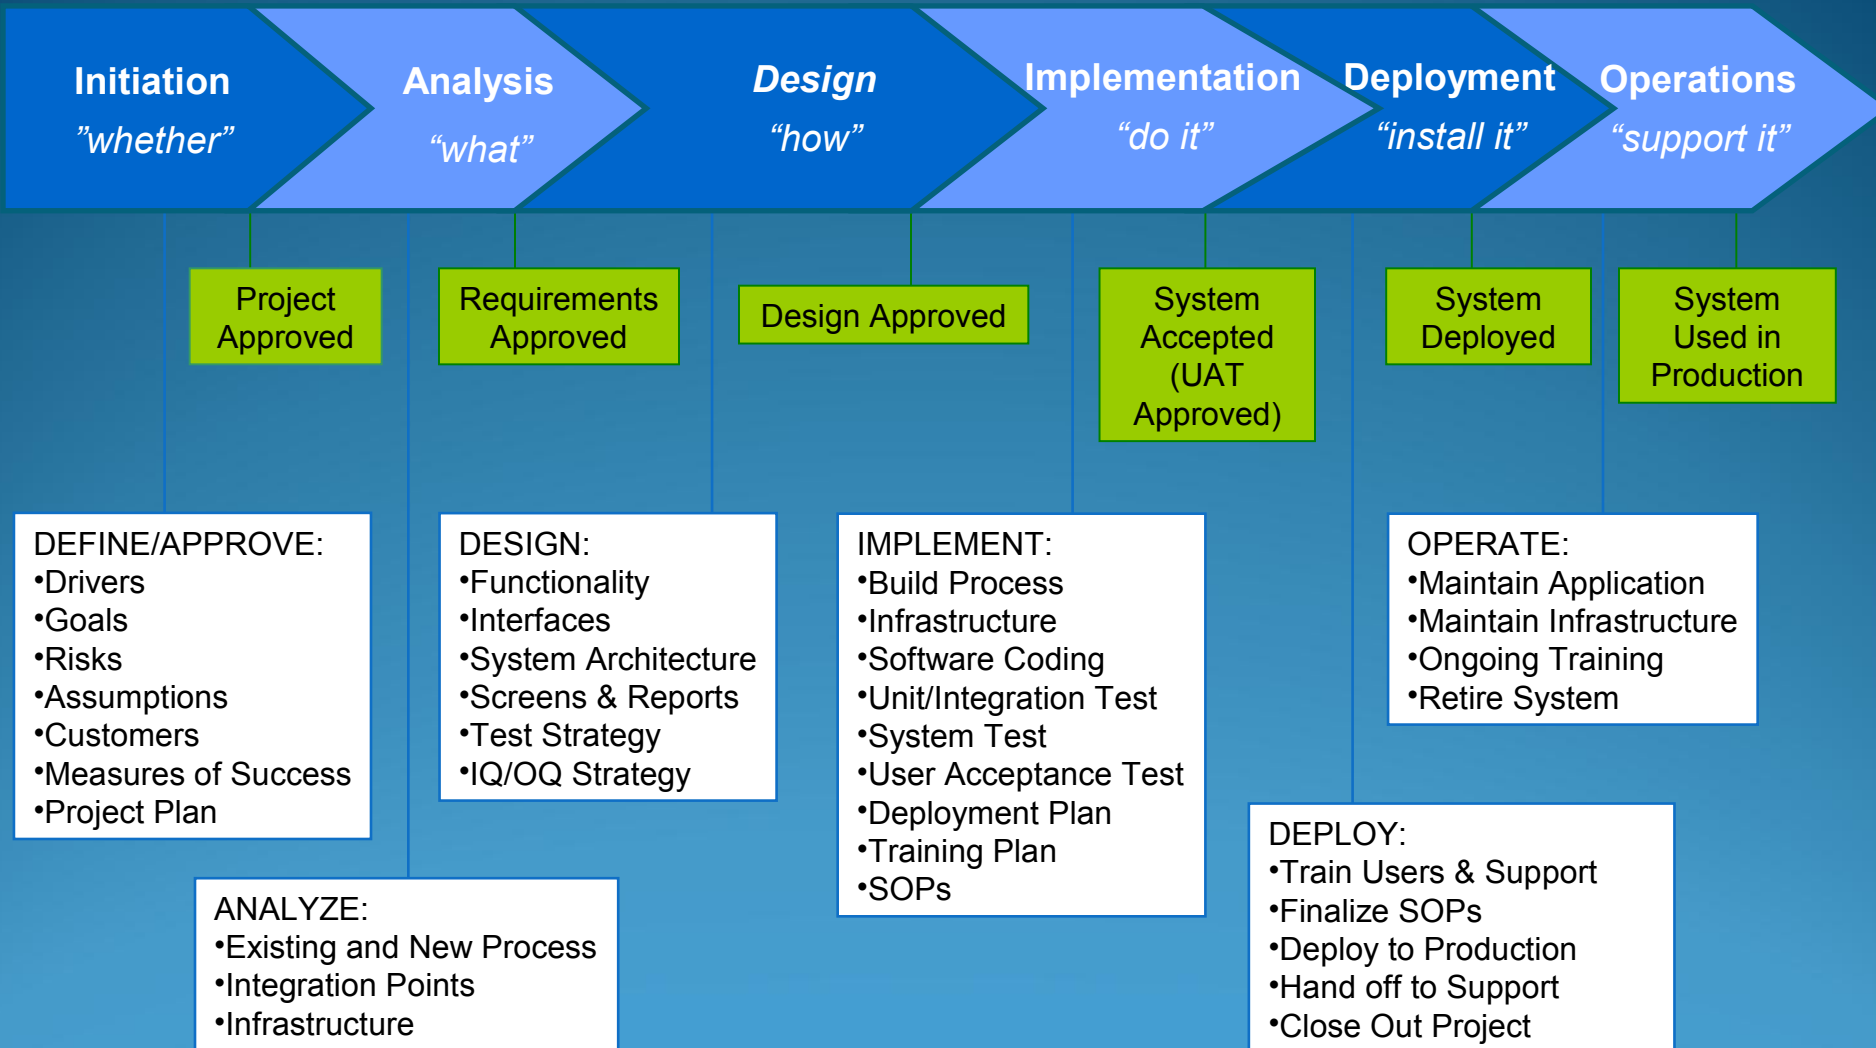 Initiation
”whether”
Analysis
“what”
Design
“how”
Implementation
“do it”
Deployment
“install it”
Operations
“support it”
Project
Approved
Requirements
Approved
Design Approved
System
Accepted
(UAT
Approved)
System
Deployed
System
Used in
Production
DEFINE/APPROVE:
•Drivers
•Goals
•Risks
•Assumptions
•Customers
•Measures of Success
•Project Plan
ANALYZE:
•Existing and New Process
•Integration Points
•Infrastructure
DESIGN:
•Functionality
•Interfaces
•System Architecture
•Screens & Reports
•Test Strategy
•IQ/OQ Strategy
IMPLEMENT:
•Build Process
•Infrastructure
•Software Coding
•Unit/Integration Test
•System Test
•User Acceptance Test
•Deployment Plan
•Training Plan
•SOPs
DEPLOY:
•Train Users & Support
•Finalize SOPs
•Deploy to Production
•Hand off to Support
•Close Out Project
OPERATE:
•Maintain Application
•Maintain Infrastructure
•Ongoing Training
•Retire System